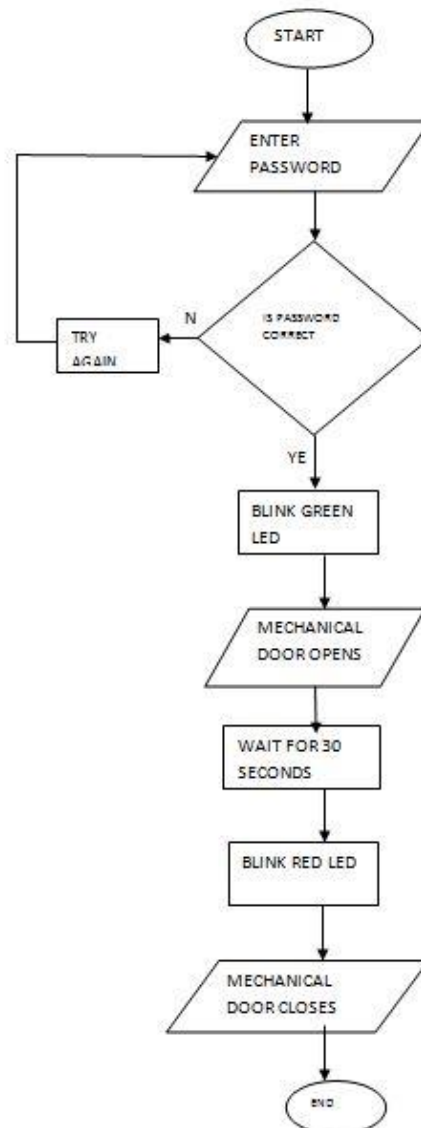 START
ENTER
PASSWORD
IS PASSWORD
CORRECT
N
TRY
AGAIN
YE
BLINK GREEN
LED
MECHANICAL
DOOR OPENS
WAIT FOR 30
SECONDS
BLINK RED LED
MECHANICAL
DOOR CLOSES
END